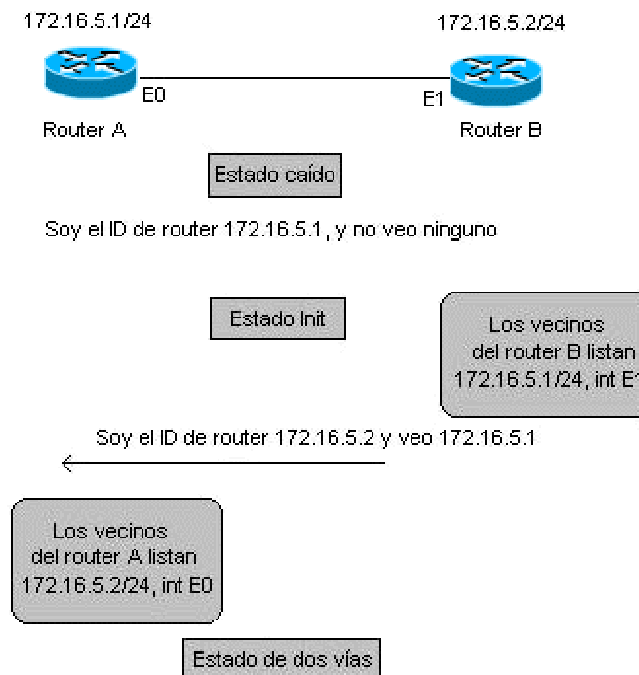 172.16.5.1/24
172.16.5.2/24
E0
E1
Router A
Router B
Estado caído
Soy el ID de router 172.16.5.1, y no veo ninguno
Estado Init
Los vecinos
del router B listan
172.16.5.1/24, int E1
Soy el ID de router 172.16.5.2 y veo 172.16.5.1
Los vecinos
del router A listan
172.16.5.2/24, int E0
Estado de dos vías